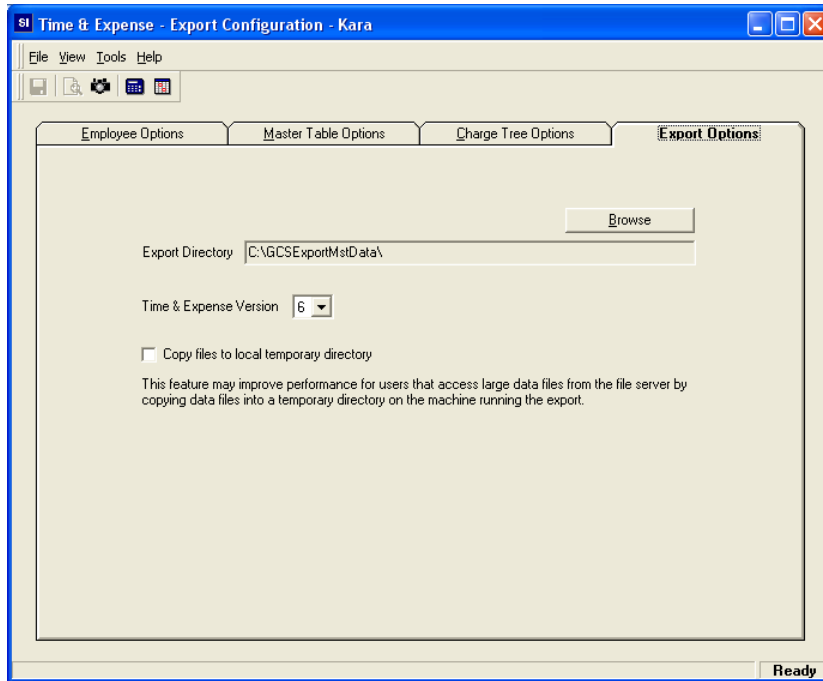 SI Time & Expense - Export Configuration - Kara
File View Tools Help
Employee Options Master Table Options Charge Tree Options Export Options
Browse
Export Directory C:\GCSExportMstData\
Time & Expense Version 6
Copy files to local temporary directory
This feature may improve performance for users that access large data files from the file server by
copying data files into a temporary directory on the machine running the export.
Ready